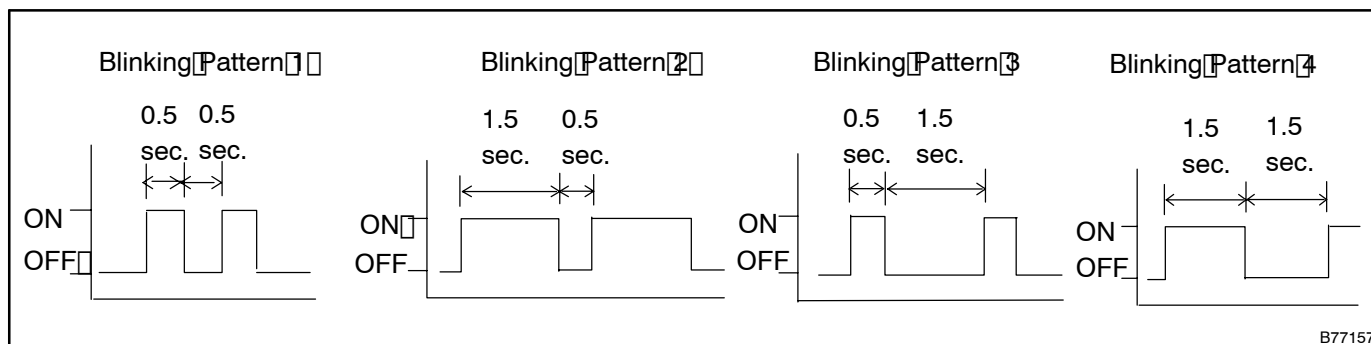 Blinking Pattern 1
0.5 0.5
sec. sec.
ON
OFF
Blinking Pattern 2
1.5 0.5
sec. sec.
ON
OFF
Blinking Pattern 3
0.5 1.5
sec. sec.
ON
OFF
Blinking Pattern 4
1.5 1.5
sec. sec.
ON
OFF
B77157